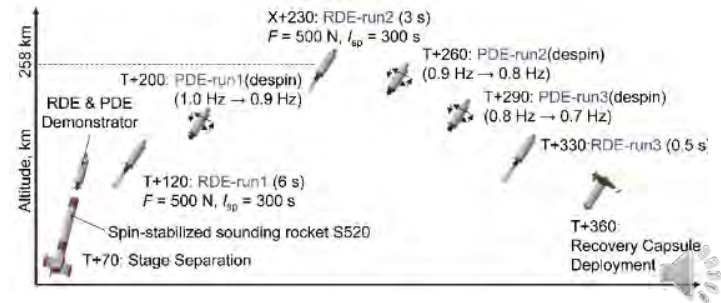 X+230: RDE-run2 (3 s)
F = 500 N, Isp = 300 s
258 km
T+200: PDE-run1(despin)
(1.0 Hz → 0.9 Hz)
T+260: PDE-run2(despin)
(0.9 Hz → 0.8 Hz)
T+290: PDE-run3(despin)
(0.8 Hz → 0.7 Hz)
RDE & PDE
Demonstrator
T+330:RDE-run3 (0.5 s)
Altitude, km
T+120: RDE-run1 (6 s)
F = 500 N, Isp = 300 s
Spin-stabilized sounding rocket S520
T+70: Stage Separation
T+360:
Recovery Capsule
Deployment